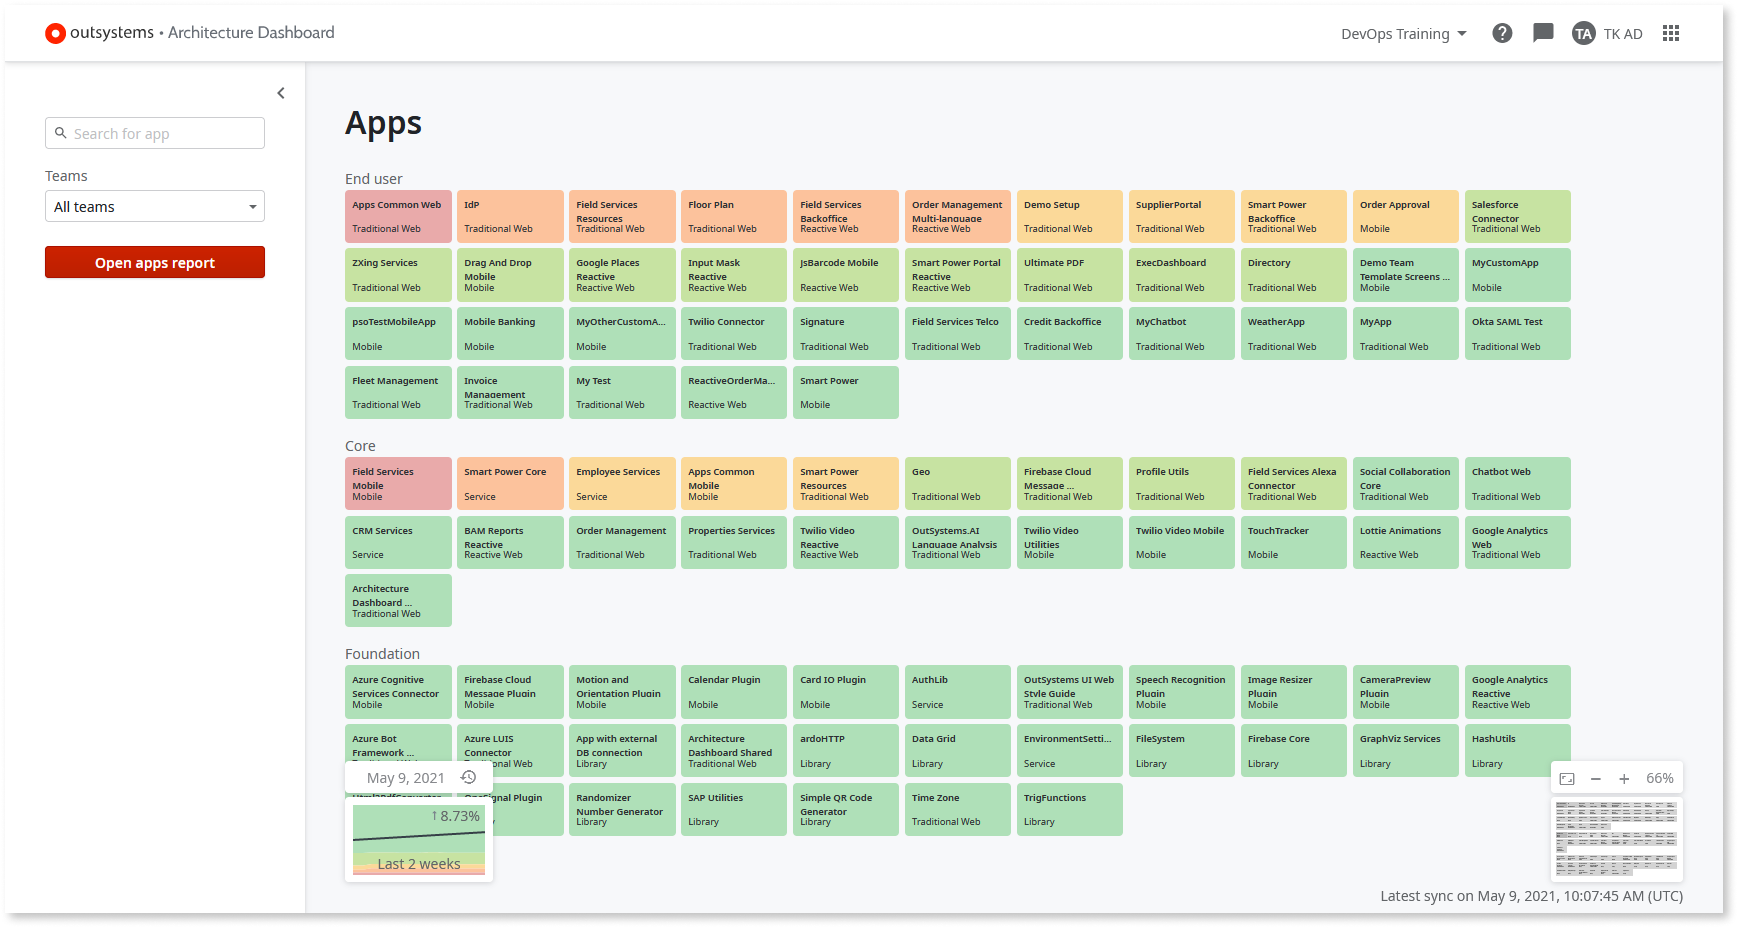 outsystems • Architecture Dashboard
DevOps Training
TA
TK AD
Search for app
Teams
All teams
Open apps report
Apps
End user
Apps Common Web
Traditional Web
IdP
Traditional Web
Field Services
Resources
Traditional Web
Floor Plan
Traditional Web
Field Services
Backoffice
Reactive Web
Order Management
Multi-language
Reactive Web
Demo Setup
Traditional Web
SupplierPortal
Traditional Web
Smart Power
Backoffice
Traditional Web
Order Approval
Mobile
Salesforce
Connector
Traditional Web
ZXing Services
Traditional Web
Drag And Drop
Mobile
Mobile
Google Places
Reactive
Reactive Web
Input Mask
Reactive
Reactive Web
JsBarcode Mobile
Reactive Web
Smart Power Portal
Reactive
Reactive Web
Ultimate PDF
Traditional Web
ExecDashboard
Traditional Web
Directory
Traditional Web
Demo Team
Template Screens ...
Mobile
MyCustomApp
Mobile
psoTestMobileApp
Mobile
Mobile Banking
Mobile
MyOtherCustomA...
Mobile
Twilio Connector
Traditional Web
Signature
Traditional Web
Field Services Telco
Traditional Web
Credit Backoffice
Traditional Web
MyChatbot
Traditional Web
WeatherApp
Traditional Web
MyApp
Traditional Web
Okta SAML Test
Traditional Web
Fleet Management
Traditional Web
Invoice
Management
Traditional Web
My Test
Traditional Web
ReactiveOrderMa...
Reactive Web
Smart Power
Mobile
Core
Field Services
Mobile
Mobile
Smart Power Core
Service
Employee Services
Service
Apps Common
Mobile
Mobile
Smart Power
Resources
Traditional Web
Geo
Traditional Web
Firebase Cloud
Message ...
Traditional Web
Profile Utils
Traditional Web
Field Services Alexa
Connector
Traditional Web
Social Collaboration
Core
Traditional Web
Chatbot Web
Traditional Web
CRM Services
Service
BAM Reports
Reactive
Reactive Web
Order Management
Traditional Web
Properties Services
Traditional Web
Twilio Video
Reactive
Reactive Web
OutSystems.AI
Language Analysis
Traditional Web
Twilio Video
Utilities
Mobile
Twilio Video Mobile
Mobile
TouchTracker
Mobile
Lottie Animations
Reactive Web
Google Analytics
Web
Traditional Web
Architecture
Dashboard ...
Traditional Web
Foundation
Azure Cognitive
Services Connector
Mobile
Firebase Cloud
Message Plugin
Mobile
Motion and
Orientation Plugin
Mobile
Calendar Plugin
Mobile
Card IO Plugin
Mobile
AuthLib
Service
OutSystems UI Web
Style Guide
Traditional Web
Speech Recognition
Plugin
Mobile
Image Resizer
Plugin
Mobile
CameraPreview
Plugin
Mobile
Google Analytics
Reactive
Reactive Web
Azure Bot
Framework ...
Azure LUIS
Connector
Web
App with external
DB connection
Library
Architecture
Dashboard Shared
Traditional Web
ardoHTTP
Library
Data Grid
Library
EnvironmentSetti...
Service
FileSystem
Library
Firebase Core
Library
GraphViz Services
Library
HashUtils
Library
Plugin
Randomizer
Number Generator
Library
SAP Utilities
Library
Simple QR Code
Generator
Library
Time Zone
Traditional Web
TrigFunctions
Library
May 9, 2021
↑8.73%
Last 2 weeks
66%
Latest sync on May 9, 2021, 10:07:45 AM (UTC)